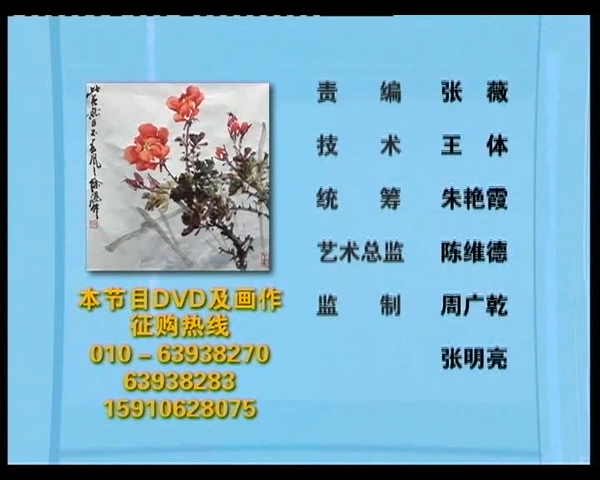 责 编 张 薇
技 术 王 体
统 筹 朱艳霞
艺术总监 陈维德
监 制 周广乾
张明亮
本节目DVD及画作
征购热线
010-63938270
63938283
15910628075